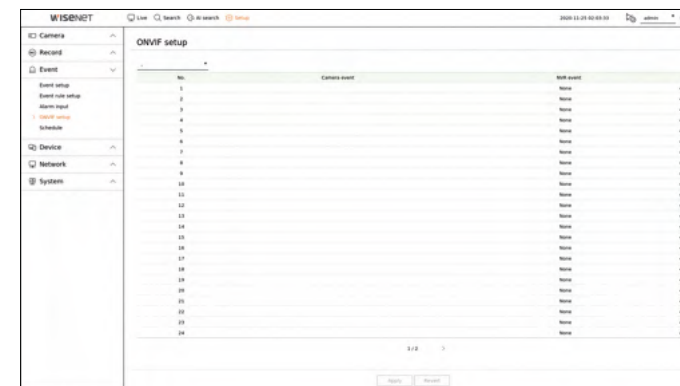 WISENET Live Search AI search Setup 2020-11-25 02:03:33 admin
Camera
Record
Event
Event setup
Event rule setup
Alarm input
ONVIF setup
Schedule
Device
Network
System
ONVIF setup
No. Camera event NVR event
1 None
2 None
3 None
4 None
5 None
6 None
7 None
8 None
9 None
10 None
11 None
12 None
13 None
14 None
15 None
16 None
17 None
18 None
19 None
20 None
21 None
22 None
23 None
24 None
1/2 >
Apply Revert